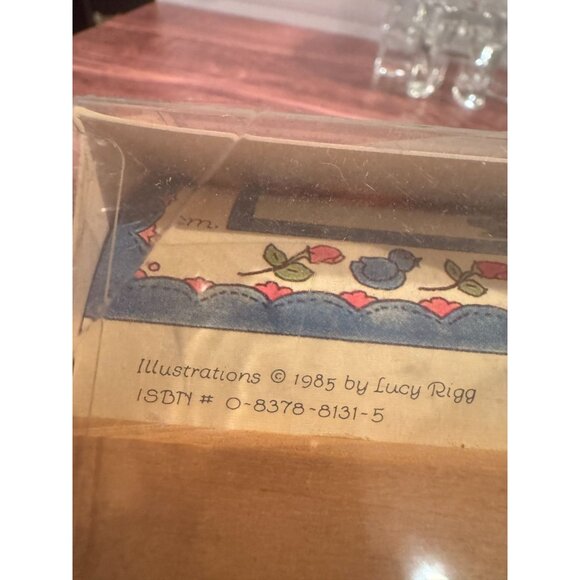 m,
Illustrations © 1985 by Lucy Rigg
ISBN # 0-8378-8131-5